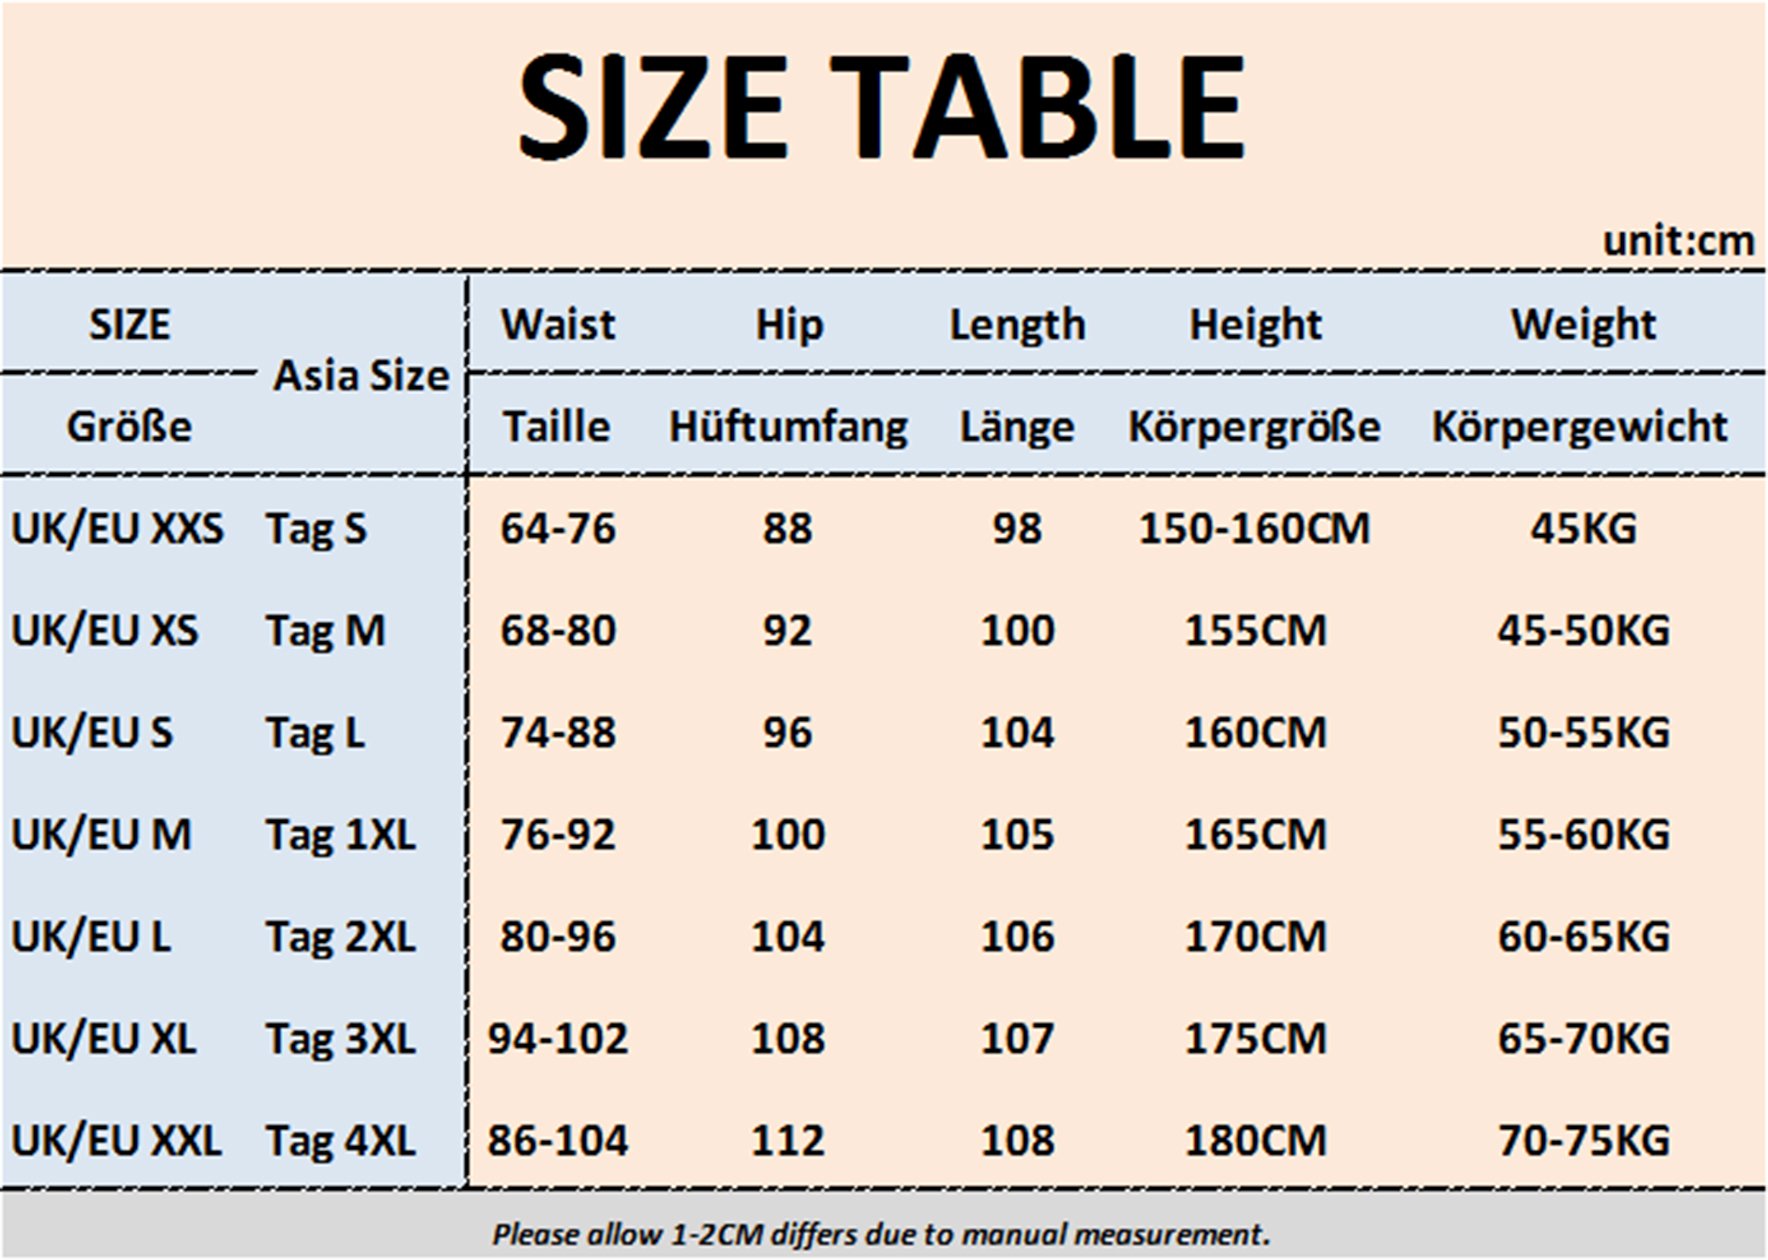 SIZE TABLE
unit:cm
SIZE Asia Size Waist Hip Length Height Weight
Größe Taille Hüftumfang Länge Körpergröße Körpergewicht
UK/EU XXS Tag S 64-76 88 98 150-160CM 45KG
UK/EU XS Tag M 68-80 92 100 155CM 45-50KG
UK/EU S Tag L 74-88 96 104 160CM 50-55KG
UK/EU M Tag 1XL 76-92 100 105 165CM 55-60KG
UK/EU L Tag 2XL 80-96 104 106 170CM 60-65KG
UK/EU XL Tag 3XL 94-102 108 107 175CM 65-70KG
UK/EU XXL Tag 4XL 86-104 112 108 180CM 70-75KG
Please allow 1-2CM differs due to manual measurement.